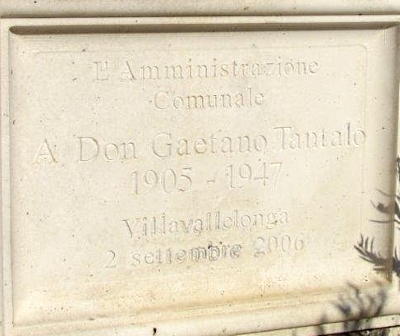 L'Amministrazione
Comunale
A Don Gaetano Tantalo
1905 - 1947
Villavallelonga
2 settembre 2006